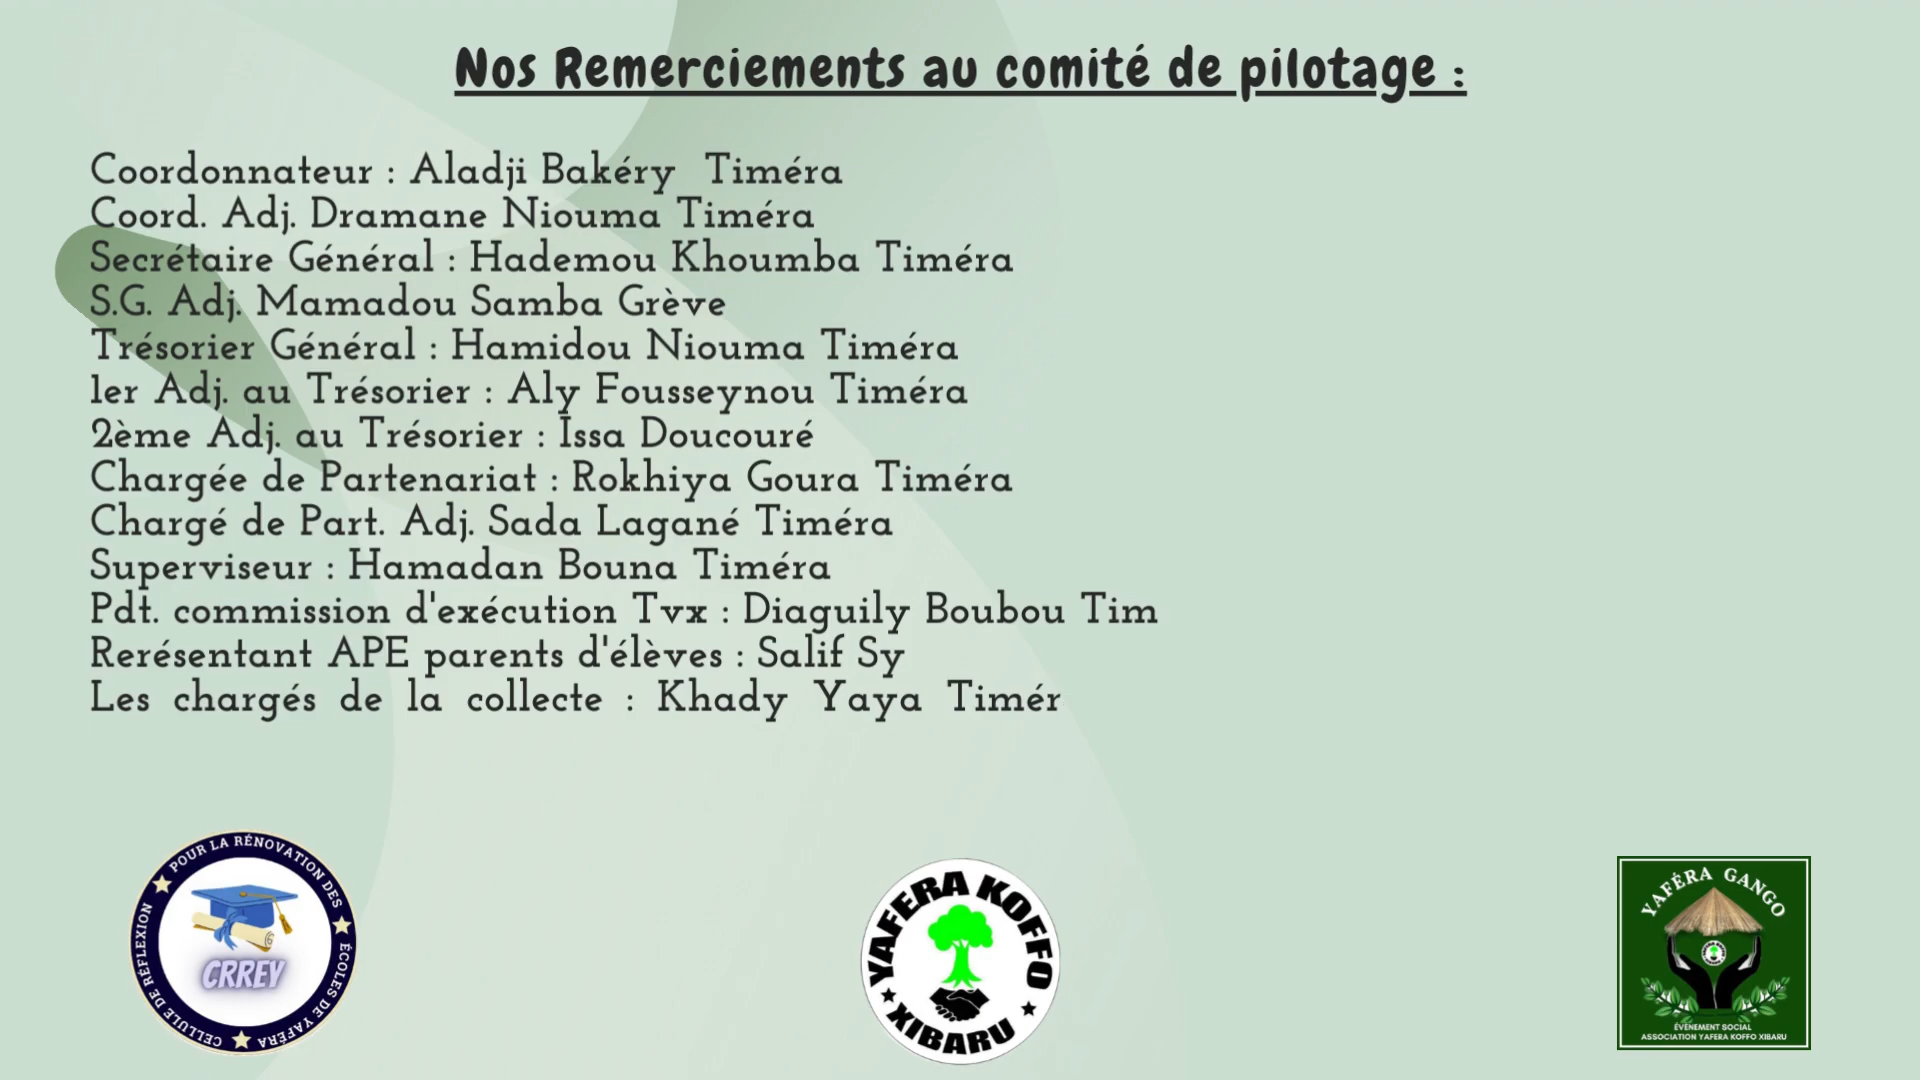 Nos Remerciements au comité de pilotage :
Coordonnateur : Aladji Bakéry Timéra
Coord. Adj. Dramane Niouma Timéra
Secrétaire Général : Hademou Khoumba Timéra
S.G. Adj. Mamadou Samba Grève
Trésorier Général : Hamidou Niouma Timéra
1er Adj. au Trésorier : Aly Fousseynou Timéra
2ème Adj. au Trésorier : Issa Doucouré
Chargée de Partenariat : Rokhiya Goura Timéra
Chargé de Part. Adj. Sada Lagané Timéra
Superviseur : Hamadan Bouna Timéra
Pdt. commission d'exécution Tvx : Diaguily Boubou Tim
Rerésentant APE parents d'élèves : Salif Sy
Les chargés de la collecte : Khady Yaya Timér
CELLULE DE RÉFLEXION ★ POUR LA RÉNOVATION DES ★ ÉCOLES DE YAFÉRA ★
CRREY
YAFERA KOFFO
★ XIBARU ★
YAFÉRA GANGO
ÉVÈNEMENT SOCIAL
ASSOCIATION YAFERA KOFFO XIBARU